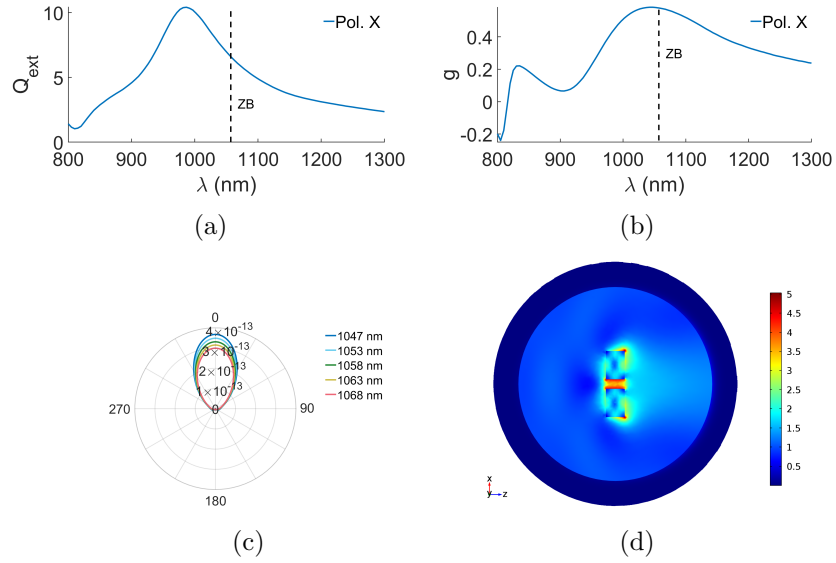 10
5
0
Q_ext
Pol. X
ZB
800 900 1000 1100 1200 1300
λ (nm)
(a)
0.4
0.2
0
-0.2
g
Pol. X
ZB
800 900 1000 1100 1200 1300
λ (nm)
(b)
0
4×10^-13
3×10^-13
2×10^-13
1×10^-13
0
270
90
180
1047 nm
1053 nm
1058 nm
1063 nm
1068 nm
(c)
5
4.5
4
3.5
3
2.5
2
1.5
1
0.5
x
y z
(d)